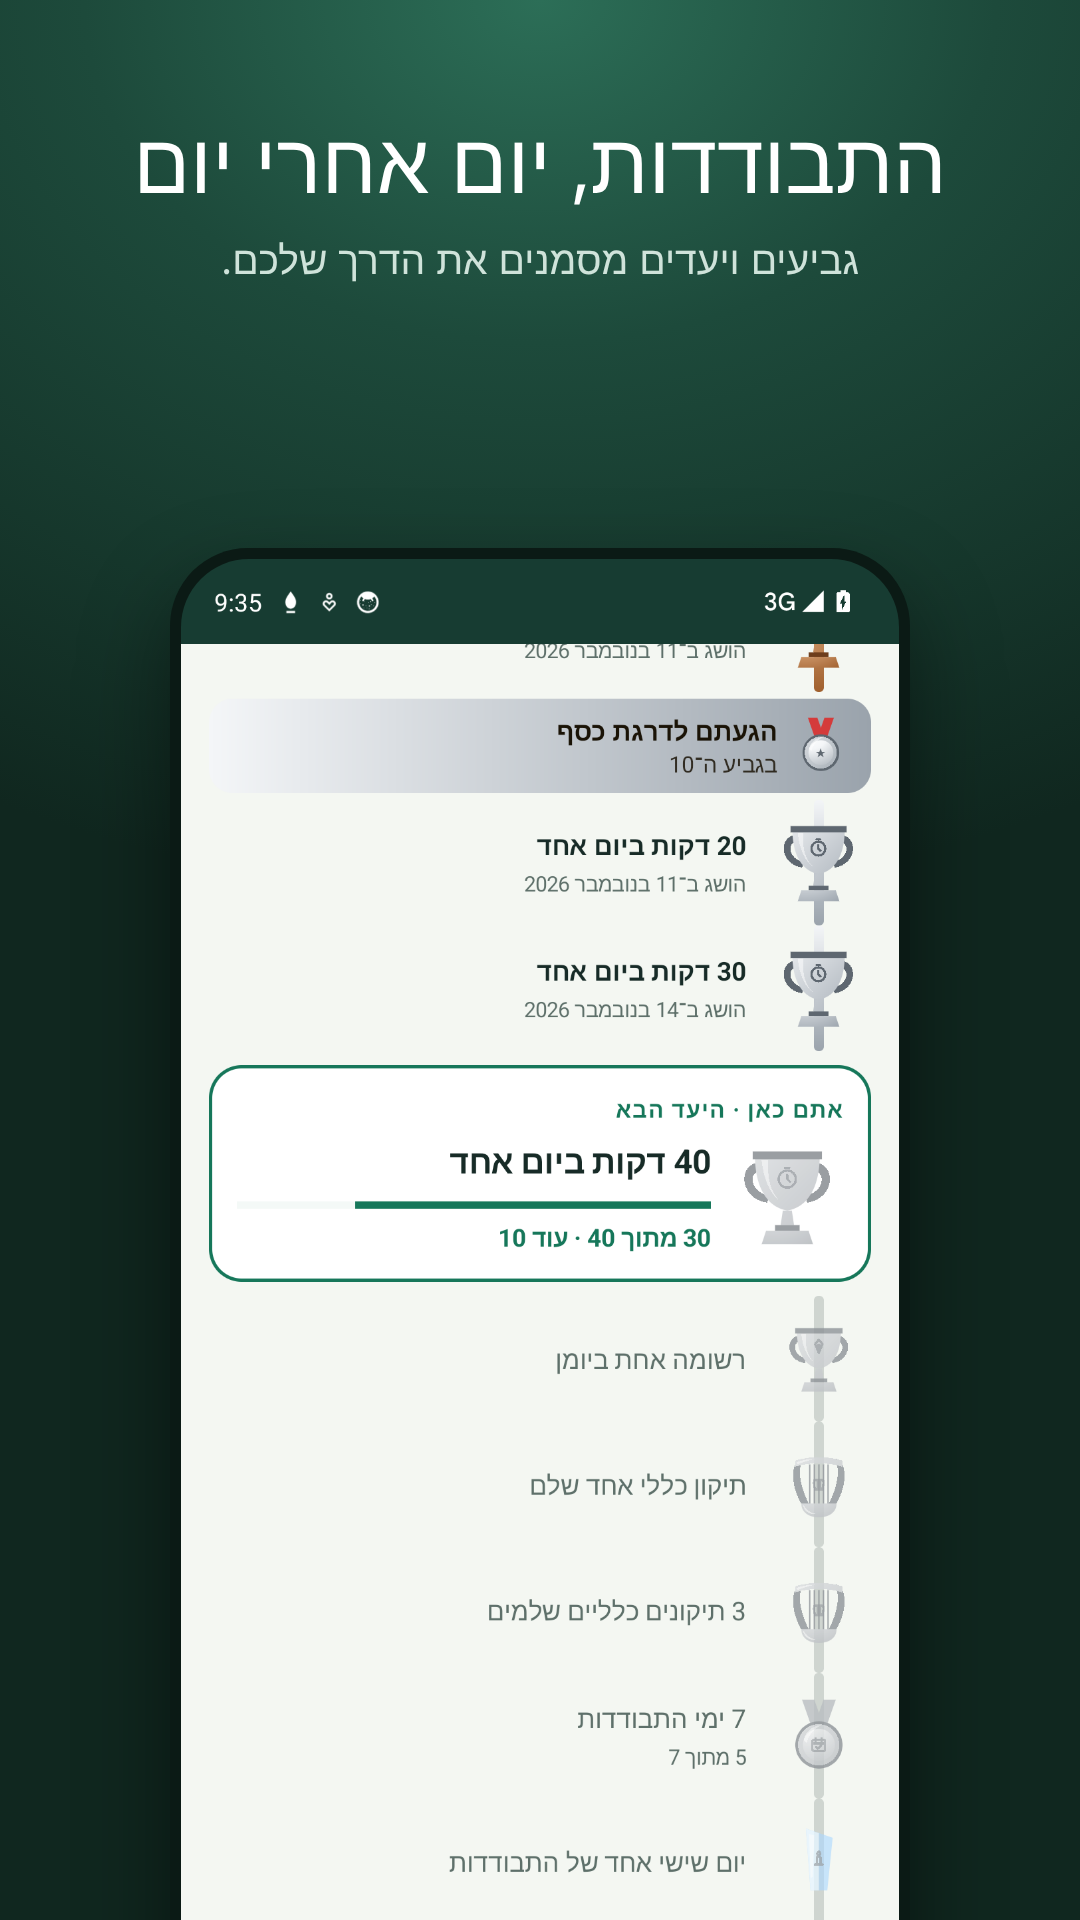 התבודדות, יום אחרי יום
גביעים ויעדים מסמנים את הדרך שלכם.
9:35 3G
הושג ב־11 בנובמבר 2026
הגעתם לדרגת כסף
בגביע ה־10
20 דקות ביום אחד
הושג ב־11 בנובמבר 2026
30 דקות ביום אחד
הושג ב־14 בנובמבר 2026
אתם כאן · היעד הבא
40 דקות ביום אחד
30 מתוך 40 · עוד 10
רשומה אחת ביומן
תיקון כללי אחד שלם
3 תיקונים כלליים שלמים
7 ימי התבודדות
5 מתוך 7
יום שישי אחד של התבודדות